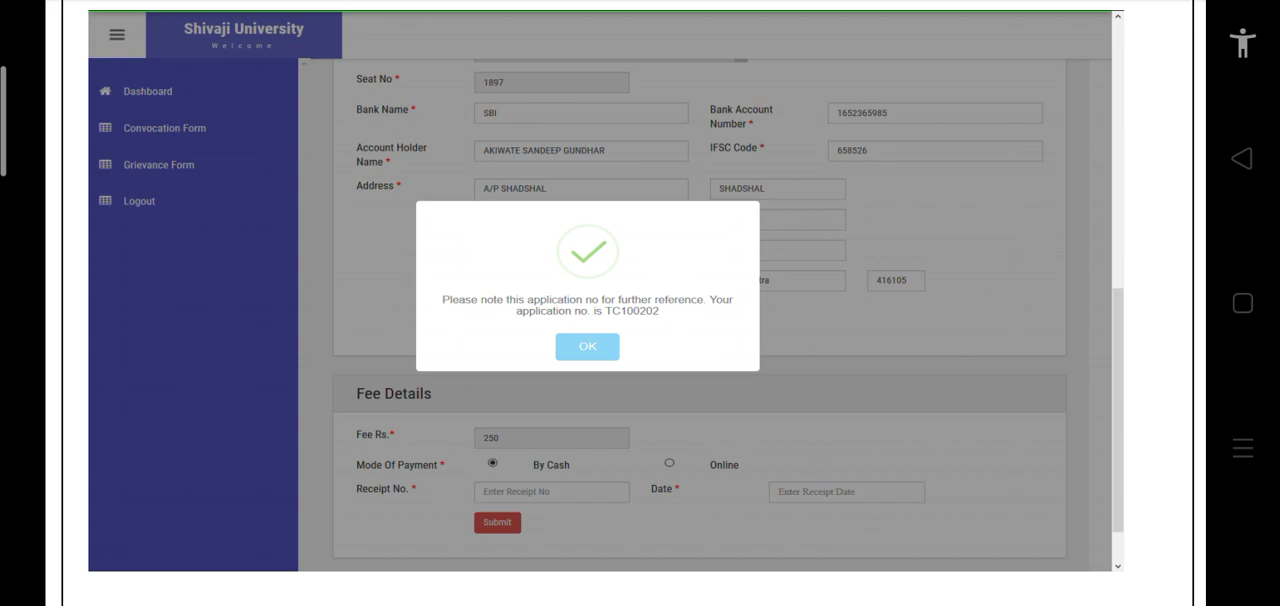 Shivaji University
Welcome
Dashboard
Convocation Form
Grievance Form
Logout
Seat No *
1897
Bank Name *
SBI
Bank Account
Number *
1652365985
Account Holder
Name *
AKIWATE SANDEEP GUNDHAR
IFSC Code *
658526
Address *
A/P SHADSHAL
SHADSHAL
tra
416105
Please note this application no for further reference. Your
application no. is TC100202
OK
Fee Details
Fee Rs.*
250
Mode Of Payment *
By Cash
Online
Receipt No. *
Enter Receipt No
Date *
Enter Receipt Date
Submit